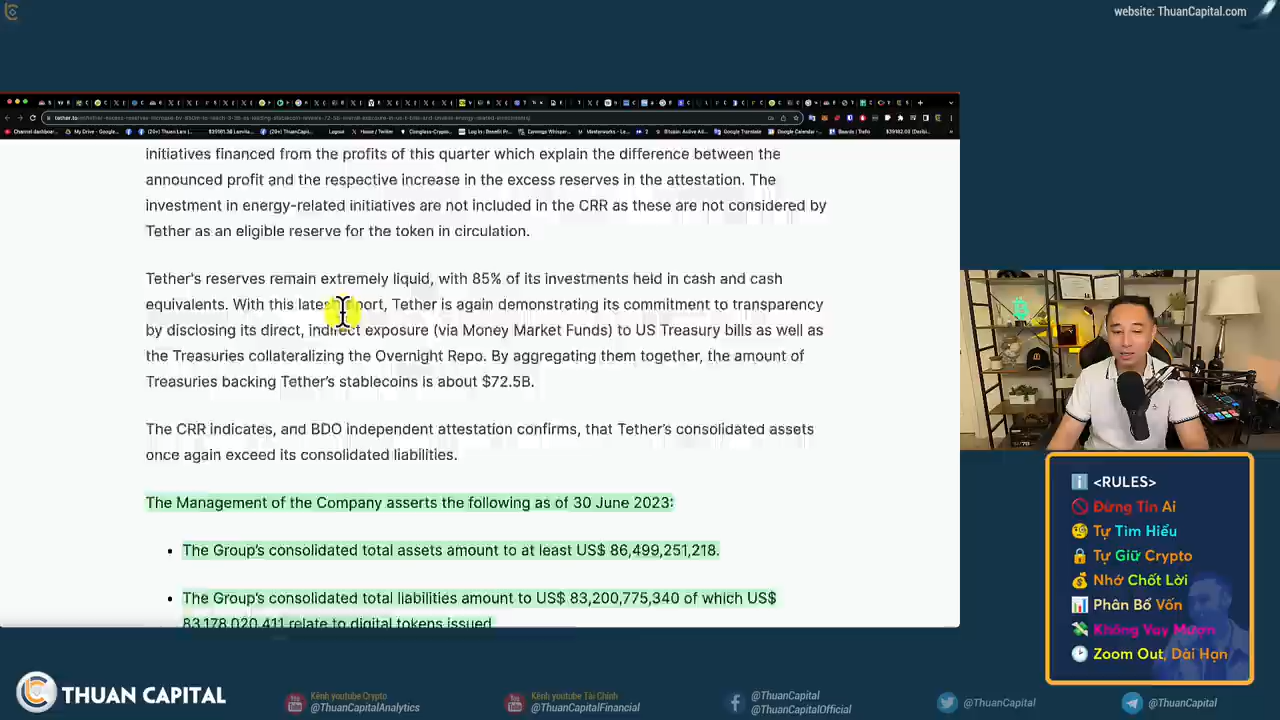 website: ThuanCapital.com
initiatives financed from the profits of this quarter which explain the difference between the
announced profit and the respective increase in the excess reserves in the attestation. The
investment in energy-related initiatives are not included in the CRR as these are not considered by
Tether as an eligible reserve for the token in circulation.
Tether's reserves remain extremely liquid, with 85% of its investments held in cash and cash
equivalents. With this latest report, Tether is again demonstrating its commitment to transparency
by disclosing its direct, indirect exposure (via Money Market Funds) to US Treasury bills as well as
the Treasuries collateralizing the Overnight Repo. By aggregating them together, the amount of
Treasuries backing Tether's stablecoins is about $72.5B.
The CRR indicates, and BDO independent attestation confirms, that Tether's consolidated assets
once again exceed its consolidated liabilities.
The Management of the Company asserts the following as of 30 June 2023:
• The Group's consolidated total assets amount to at least US$ 86,499,251,218.
• The Group's consolidated total liabilities amount to US$ 83,200,775,340 of which US$
83,178,020,411 relate to digital tokens issued
<RULES>
Đừng Tin Ai
Tự Tìm Hiểu
Tự Giữ Crypto
Nhớ Chốt Lời
Phân Bổ Vốn
Không Vay Mượn
Zoom Out, Dài Hạn
THUAN CAPITAL
Kênh youtube Crypto
@ThuanCapitalAnalytics
Kênh youtube Tài Chính
@ThuanCapitalFinancial
@ThuanCapital
@ThuanCapitalOfficial
@ThuanCapital
@ThuanCapital